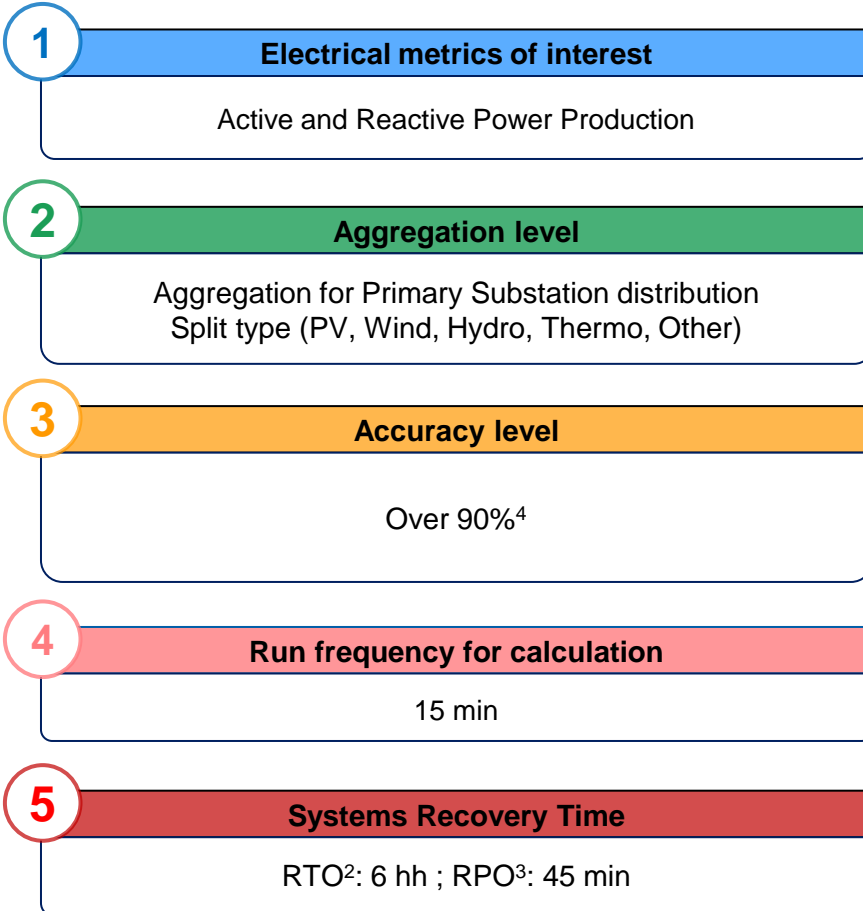 1
Electrical metrics of interest
Active and Reactive Power Production
2
Aggregation level
Aggregation for Primary Substation distribution
Split type (PV, Wind, Hydro, Thermo, Other)
3
Accuracy level
Over 90%⁴
4
Run frequency for calculation
15 min
5
Systems Recovery Time
RTO²: 6 hh ; RPO³: 45 min